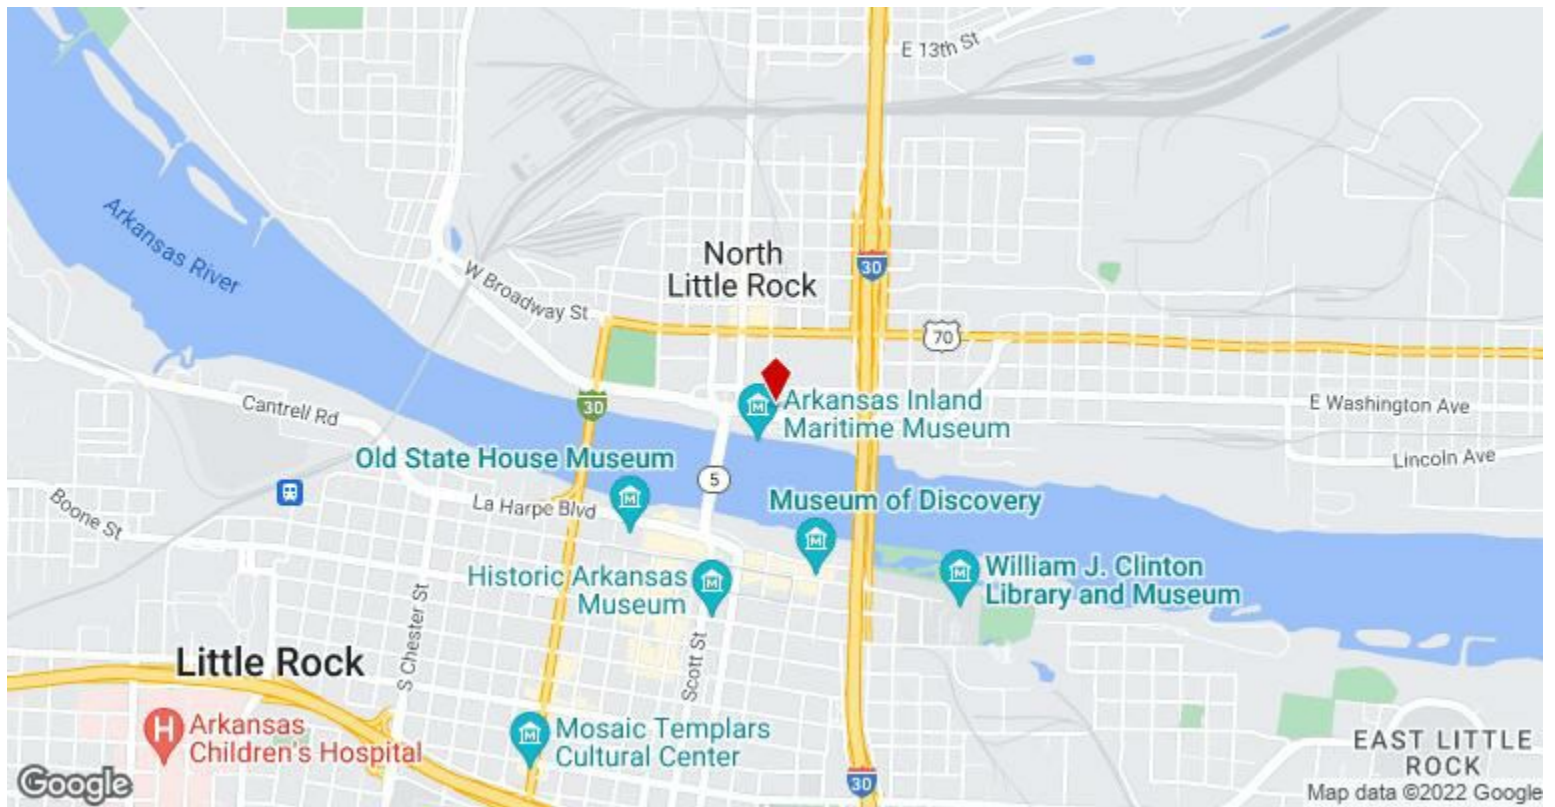 E 13th St
Arkansas River
North
Little Rock
30
W Broadway St
70
Cantrell Rd
30
Arkansas Inland
Maritime Museum
E Washington Ave
Lincoln Ave
Old State House Museum
5
Museum of Discovery
Boone St
La Harpe Blvd
M
M
M
M
M
M
Historic Arkansas
Museum
William J. Clinton
Library and Museum
S Chester St
Scott St
Little Rock
H
Arkansas
Children's Hospital
Mosaic Templars
Cultural Center
30
EAST LITTLE
ROCK
Google
Map data ©2022 Google